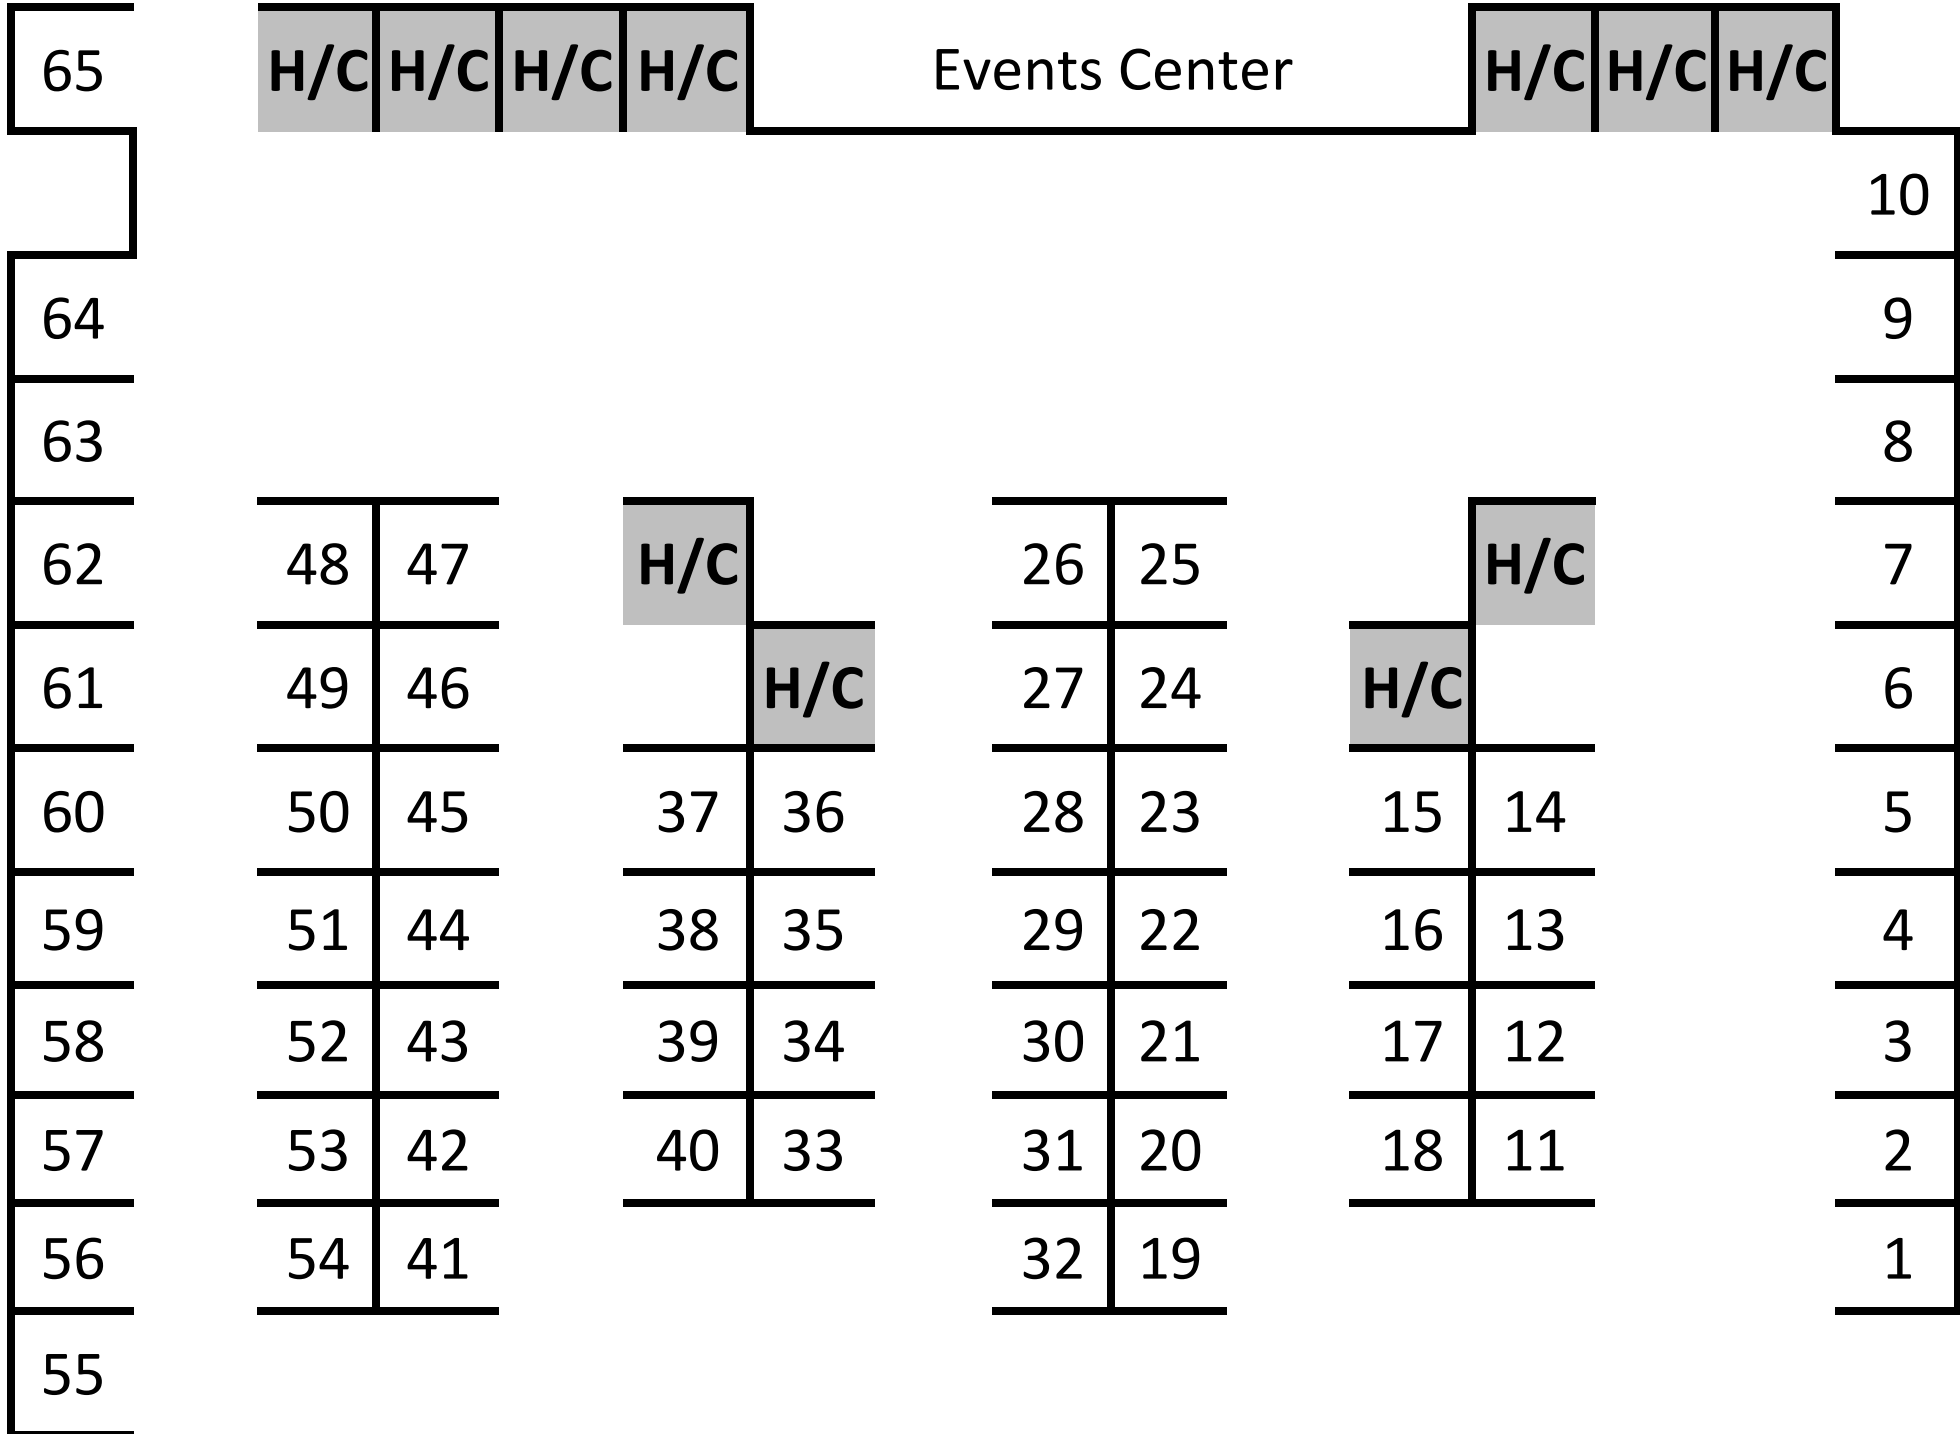 65 H/C H/C H/C H/C Events Center H/C H/C H/C
10
64 9
63 8
62 48 47 H/C 26 25 H/C 7
61 49 46 H/C 27 24 H/C 6
60 50 45 37 36 28 23 15 14 5
59 51 44 38 35 29 22 16 13 4
58 52 43 39 34 30 21 17 12 3
57 53 42 40 33 31 20 18 11 2
56 54 41 32 19 1
55